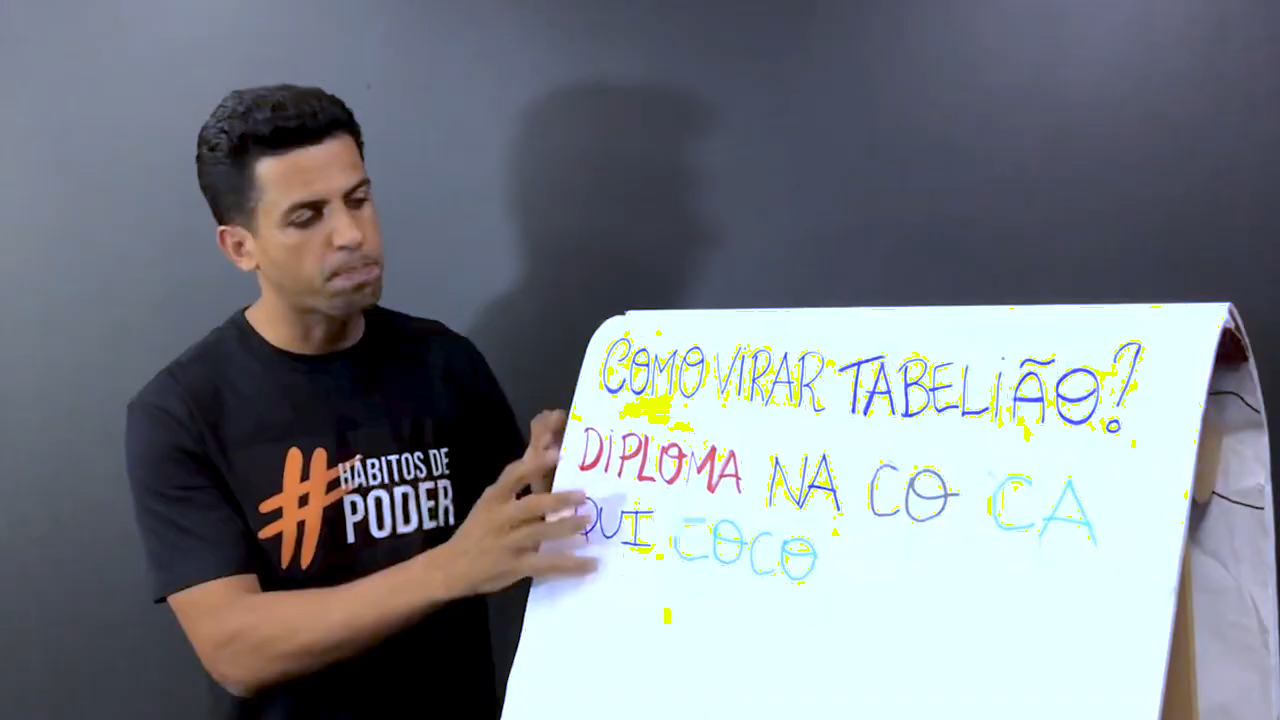 #HÁBITOS DE
PODER
COMO VIRAR TABELIÃO?
DIPLOMA NA CO CA
QUI COCO